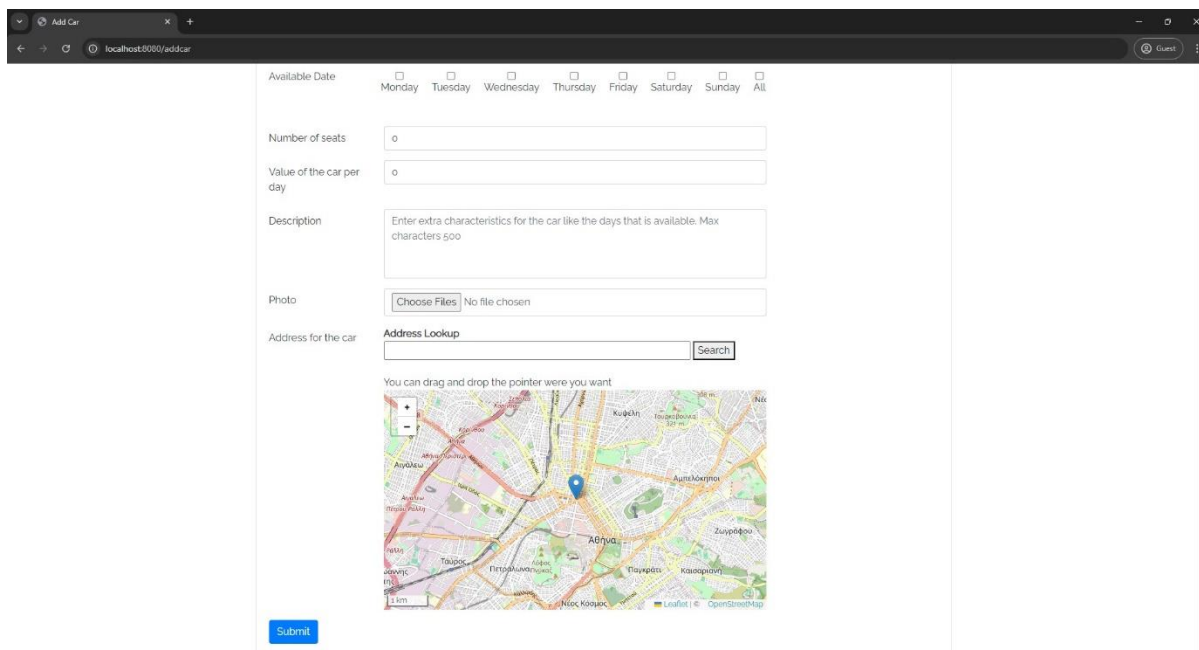 Add Car
localhost:8080/addcar
Guest
Available Date
Monday Tuesday Wednesday Thursday Friday Saturday Sunday All
Number of seats
0
Value of the car per
day
0
Description
Enter extra characteristics for the car like the days that is available. Max
characters 500
Photo
Choose Files No file chosen
Address for the car
Address Lookup
Search
You can drag and drop the pointer were you want
+
−
Κυψέλη
Τουρκοβούνια
Αθήνα
Αιγάλεω
Αμπελόκηποι
Ζωγράφου
Αθήνα
Ταύρος
Πετράλωνα
Παγκράτι
Καισαριανή
1 km
Νέος Κόσμος
Leaflet | © OpenStreetMap
Submit